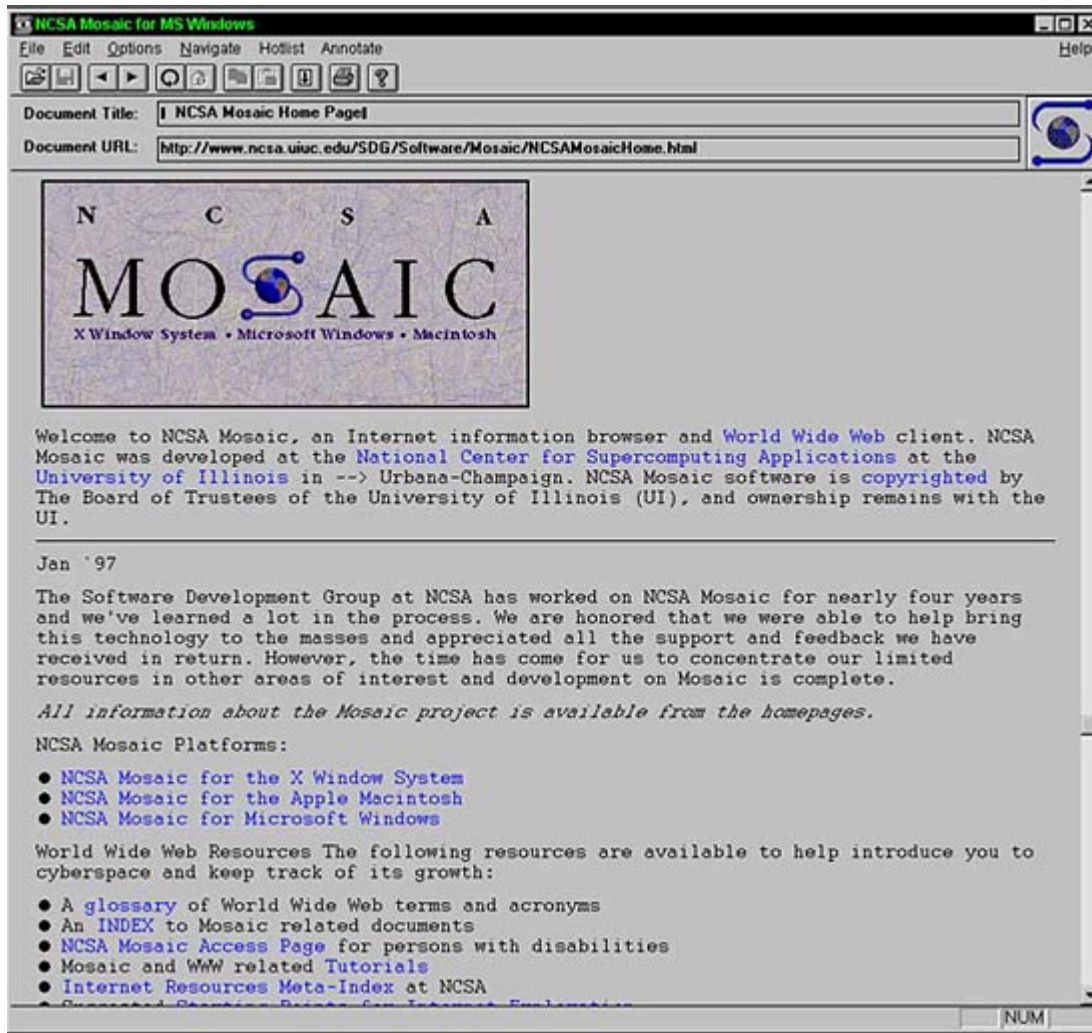 NCSA Mosaic for MS Windows
File Edit Options Navigate Hotlist Annotate Help
Document Title: NCSA Mosaic Home Page
Document URL: http://www.ncsa.uiuc.edu/SDG/Software/Mosaic/NCSAMosaicHome.html
N C S A
MOSAIC
X Window System • Microsoft Windows • Macintosh
Welcome to NCSA Mosaic, an Internet information browser and World Wide Web client. NCSA
Mosaic was developed at the National Center for Supercomputing Applications at the
University of Illinois in --> Urbana-Champaign. NCSA Mosaic software is copyrighted by
The Board of Trustees of the University of Illinois (UI), and ownership remains with the
UI.
Jan `97
The Software Development Group at NCSA has worked on NCSA Mosaic for nearly four years
and we've learned a lot in the process. We are honored that we were able to help bring
this technology to the masses and appreciated all the support and feedback we have
received in return. However, the time has come for us to concentrate our limited
resources in other areas of interest and development on Mosaic is complete.
All information about the Mosaic project is available from the homepages.
NCSA Mosaic Platforms:
● NCSA Mosaic for the X Window System
● NCSA Mosaic for the Apple Macintosh
● NCSA Mosaic for Microsoft Windows
World Wide Web Resources The following resources are available to help introduce you to
cyberspace and keep track of its growth:
● A glossary of World Wide Web terms and acronyms
● An INDEX to Mosaic related documents
● NCSA Mosaic Access Page for persons with disabilities
● Mosaic and WWW related Tutorials
● Internet Resources Meta-Index at NCSA
NUM